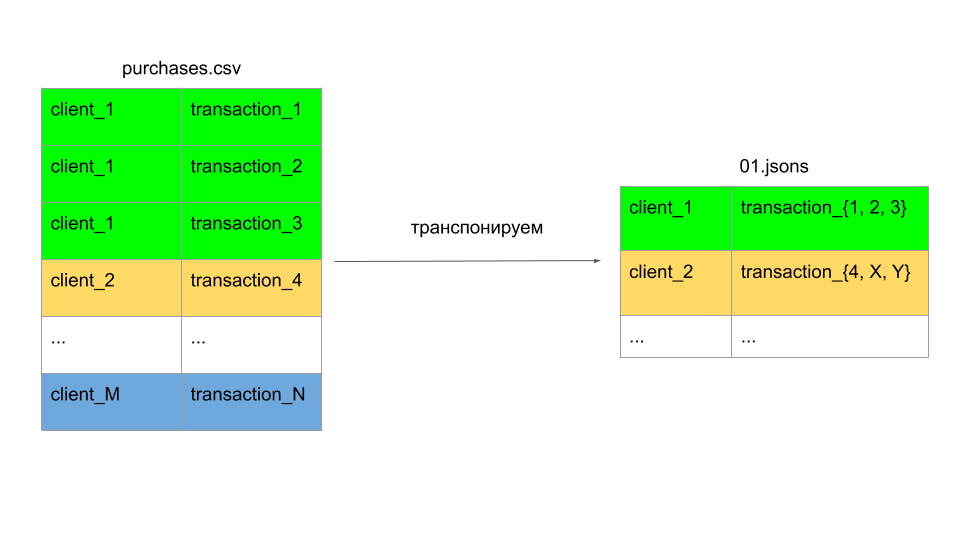 purchases.csv
client_1 transaction_1
client_1 transaction_2
client_1 transaction_3
client_2 transaction_4
... ...
client_M transaction_N
транспонируем
01.jsons
client_1 transaction_{1, 2, 3}
client_2 transaction_{4, X, Y}
... ...